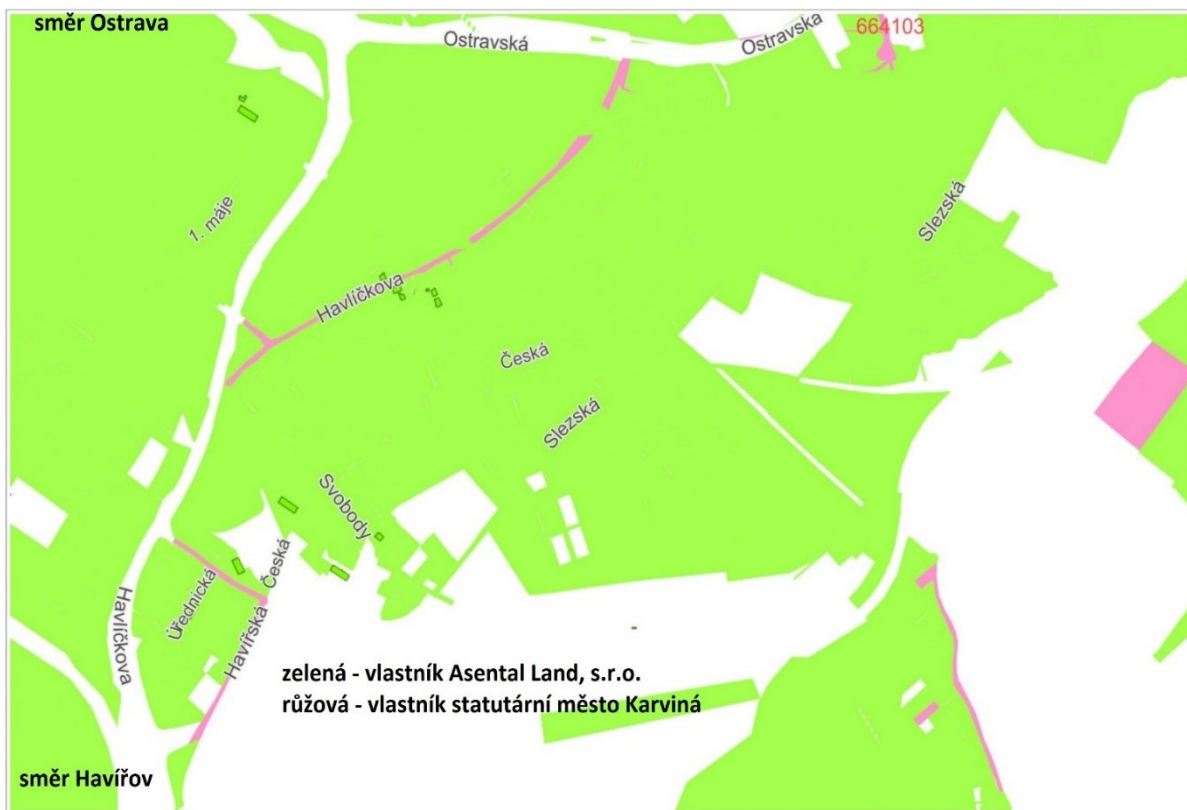 směr Ostrava
Ostravská
Ostravska
664103
1. máje
Slezská
Havlíčkova
Česká
Slezská
Svobody
Úřednická
Česká
Havířská
Havlíčkova
zelená - vlastník Asental Land, s.r.o.
růžová - vlastník statutární město Karviná
směr Havířov